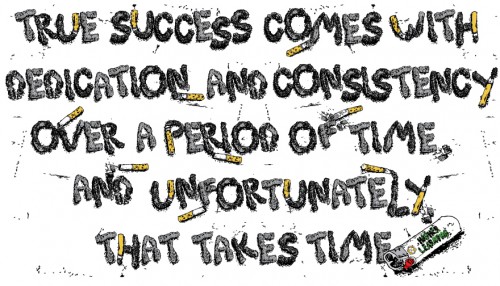 TRUE SUCCESS COMES WITH
DEDICATION AND CONSISTENCY
OVER A PERIOD OF TIME
AND UNFORTUNATELY
THAT TAKES TIME